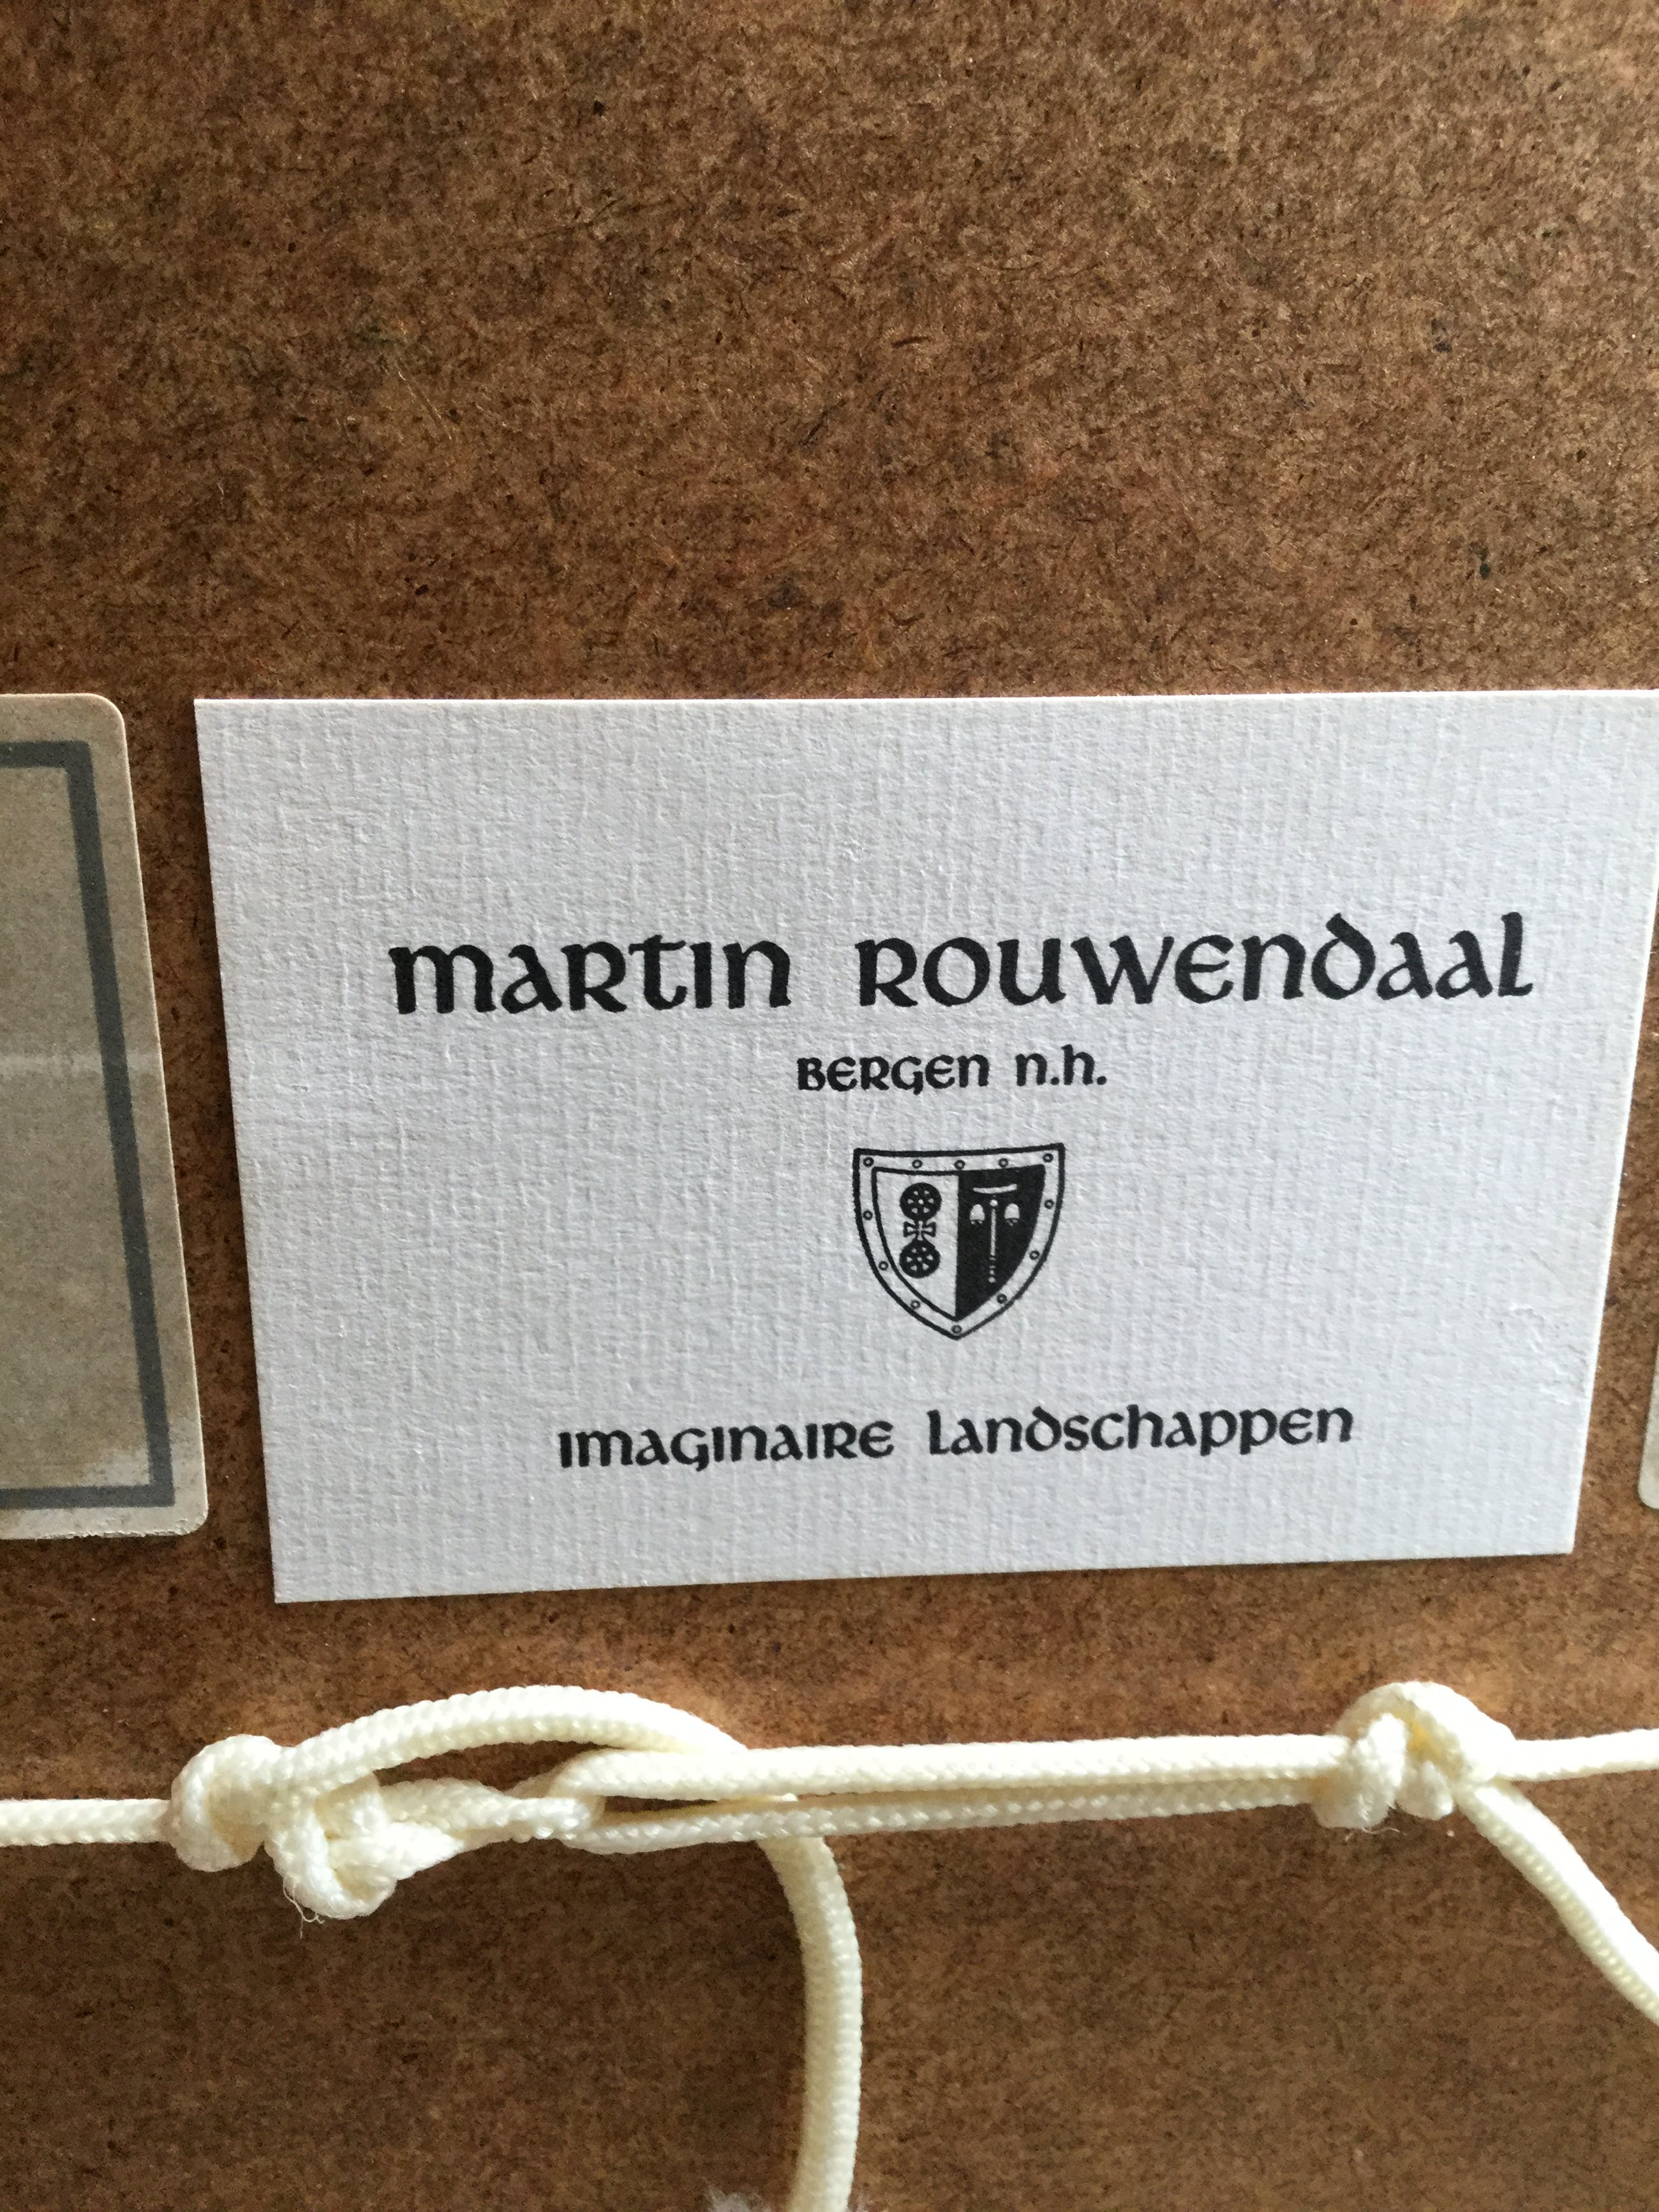 martin rouwendaal
Bergen n.h.
imaginaire landschappen